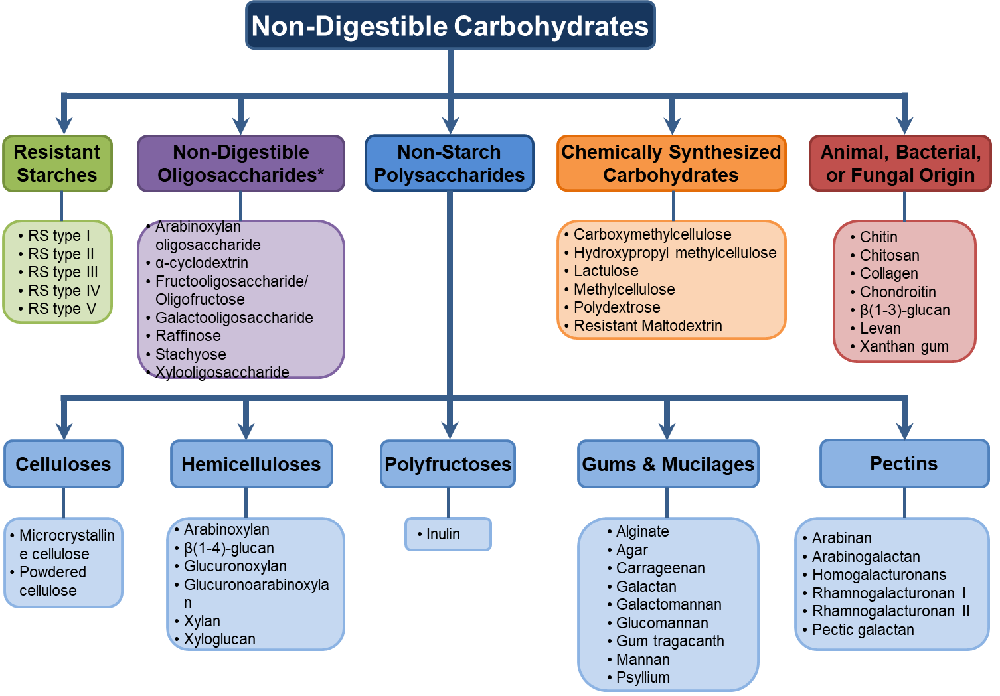 Non-Digestible Carbohydrates
Resistant
Starches
Non-Digestible
Oligosaccharides*
Non-Starch
Polysaccharides
Chemically Synthesized
Carbohydrates
Animal, Bacterial,
or Fungal Origin
• RS type I
• RS type II
• RS type III
• RS type IV
• RS type V
• Arabinoxylan
oligosaccharide
• α-cyclodextrin
• Fructooligosaccharide/
Oligofructose
• Galactooligosaccharide
• Raffinose
• Stachyose
• Xylooligosaccharide
• Carboxymethylcellulose
• Hydroxypropyl methylcellulose
• Lactulose
• Methylcellulose
• Polydextrose
• Resistant Maltodextrin
• Chitin
• Chitosan
• Collagen
• Chondroitin
• β(1-3)-glucan
• Levan
• Xanthan gum
Celluloses
Hemicelluloses
Polyfructoses
Gums & Mucilages
Pectins
• Microcrystallin
e cellulose
• Powdered
cellulose
• Arabinoxylan
• β(1-4)-glucan
• Glucuronoxylan
• Glucuronoarabinoxyla
n
• Xylan
• Xyloglucan
• Inulin
• Alginate
• Agar
• Carrageenan
• Galactan
• Galactomannan
• Glucomannan
• Gum tragacanth
• Mannan
• Psyllium
• Arabinan
• Arabinogalactan
• Homogalacturonans
• Rhamnogalacturonan I
• Rhamnogalacturonan II
• Pectic galactan